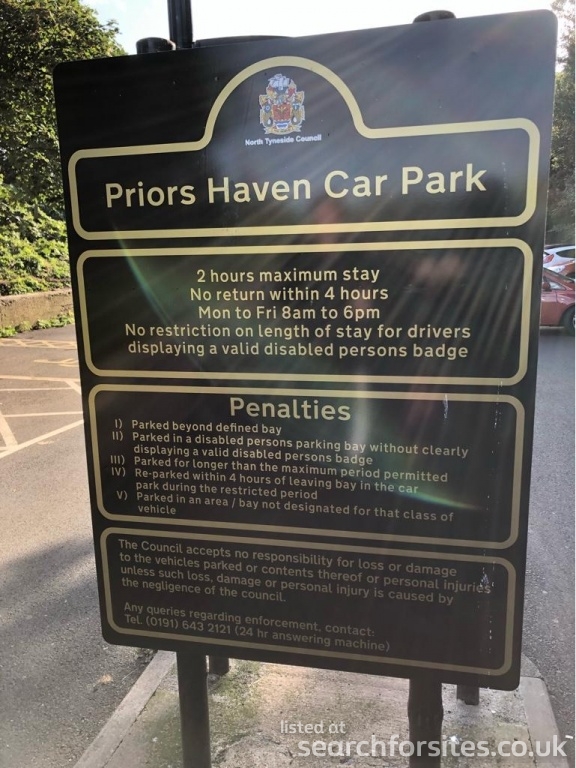 North Tyneside Council
Priors Haven Car Park
2 hours maximum stay
No return within 4 hours
Mon to Fri 8am to 6pm
No restriction on length of stay for drivers
displaying a valid disabled persons badge
Penalties
I) Parked beyond defined bay
II) Parked in a disabled persons parking bay without clearly
displaying a valid disabled persons badge
III) Parked for longer than the maximum period permitted
IV) Re-parked within 4 hours of leaving bay in the car
park during the restricted period
V) Parked in an area / bay not designated for that class of
vehicle
The Council accepts no responsibility for loss or damage
to the vehicles parked or contents thereof or personal injuries
unless such loss, damage or personal injury is caused by
the negligence of the council.
Any queries regarding enforcement, contact:
Tel. (0191) 643 2121 (24 hr answering machine)
listed at
searchforsites.co.uk